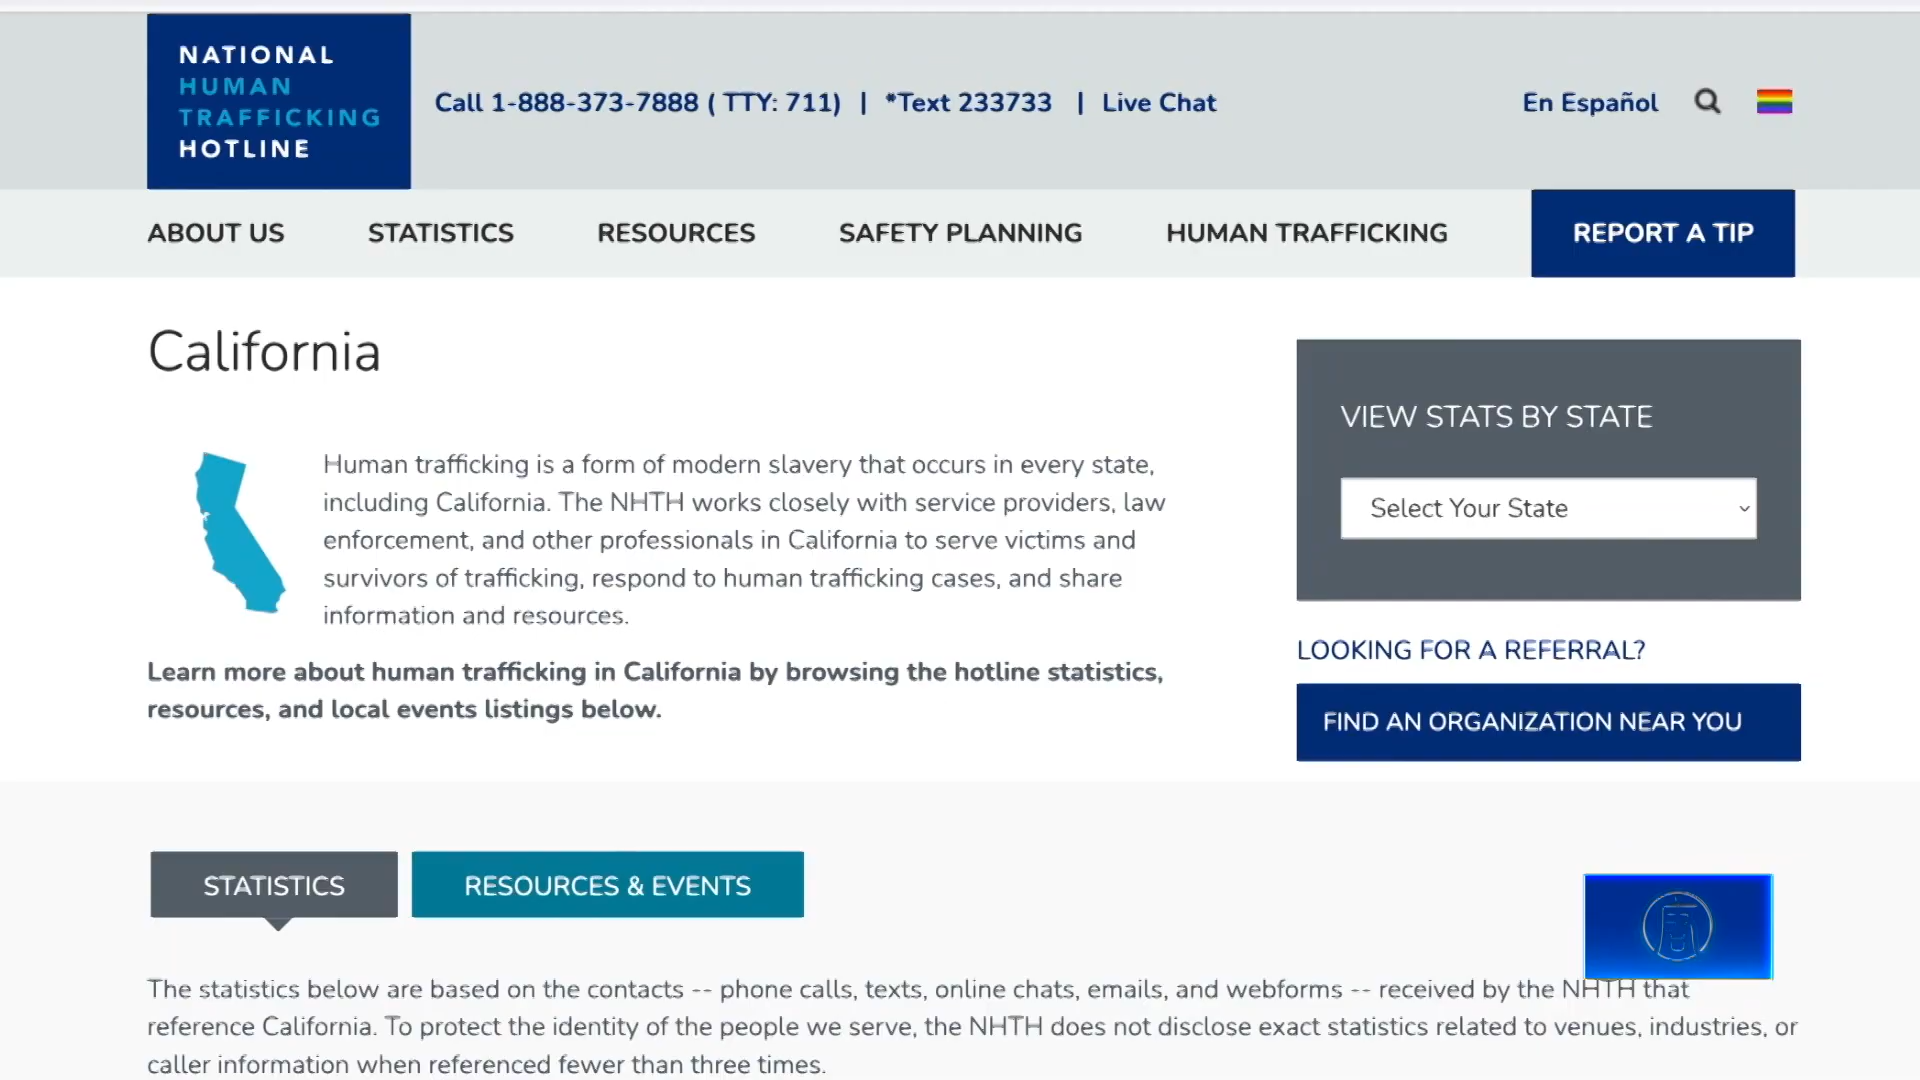 NATIONAL
HUMAN
TRAFFICKING
HOTLINE
Call 1-888-373-7888 ( TTY: 711) | *Text 233733 | Live Chat
En Español
ABOUT US
STATISTICS
RESOURCES
SAFETY PLANNING
HUMAN TRAFFICKING
REPORT A TIP
California
Human trafficking is a form of modern slavery that occurs in every state,
including California. The NHTH works closely with service providers, law
enforcement, and other professionals in California to serve victims and
survivors of trafficking, respond to human trafficking cases, and share
information and resources.
Learn more about human trafficking in California by browsing the hotline statistics,
resources, and local events listings below.
VIEW STATS BY STATE
Select Your State
LOOKING FOR A REFERRAL?
FIND AN ORGANIZATION NEAR YOU
STATISTICS
RESOURCES & EVENTS
The statistics below are based on the contacts -- phone calls, texts, online chats, emails, and webforms -- received by the NHTH that
reference California. To protect the identity of the people we serve, the NHTH does not disclose exact statistics related to venues, industries, or
caller information when referenced fewer than three times.